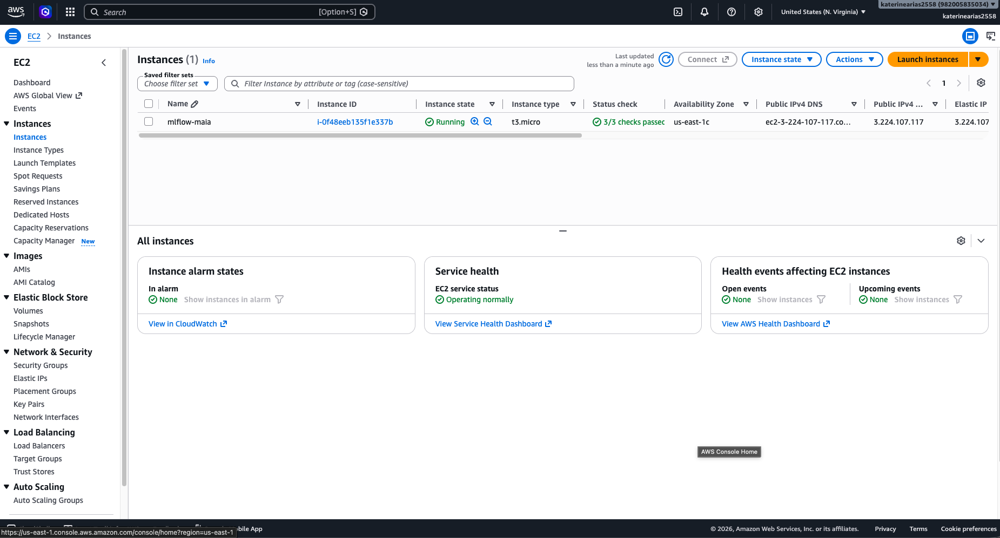 aws
Search [Option+S]
United States (N. Virginia)
katerinearias2558 (982005835034)
katerinearias2558
EC2 Instances
EC2
Dashboard
AWS Global View
Events
Instances
Instances
Instance Types
Launch Templates
Spot Requests
Savings Plans
Reserved Instances
Dedicated Hosts
Capacity Reservations
Capacity Manager New
Images
AMIs
AMI Catalog
Elastic Block Store
Volumes
Snapshots
Lifecycle Manager
Network & Security
Security Groups
Elastic IPs
Placement Groups
Key Pairs
Network Interfaces
Load Balancing
Load Balancers
Target Groups
Trust Stores
Auto Scaling
Auto Scaling Groups
Instances (1) Info
Last updated
less than a minute ago
Connect
Instance state
Actions
Launch instances
Saved filter sets
Choose filter set
Filter Instance by attribute or tag (case-sensitive)
1
Name Instance ID Instance state Instance type Status check Availability Zone Public IPv4 DNS Public IPv4 ... Elastic IP
mlflow-maia i-0f48eeb135f1e337b Running t3.micro 3/3 checks passec us-east-1c ec2-3-224-107-117.co... 3.224.107.117 3.224.107
All instances
Instance alarm states
In alarm
None Show instances in alarm
View in CloudWatch
Service health
EC2 service status
Operating normally
View Service Health Dashboard
Health events affecting EC2 instances
Open events Upcoming events
None Show instances None Show instances
View AWS Health Dashboard
AWS Console Home
https://us-east-1.console.aws.amazon.com/console/home?region=us-east-1
App
© 2026, Amazon Web Services, Inc. or its affiliates. Privacy Terms Cookie preferences